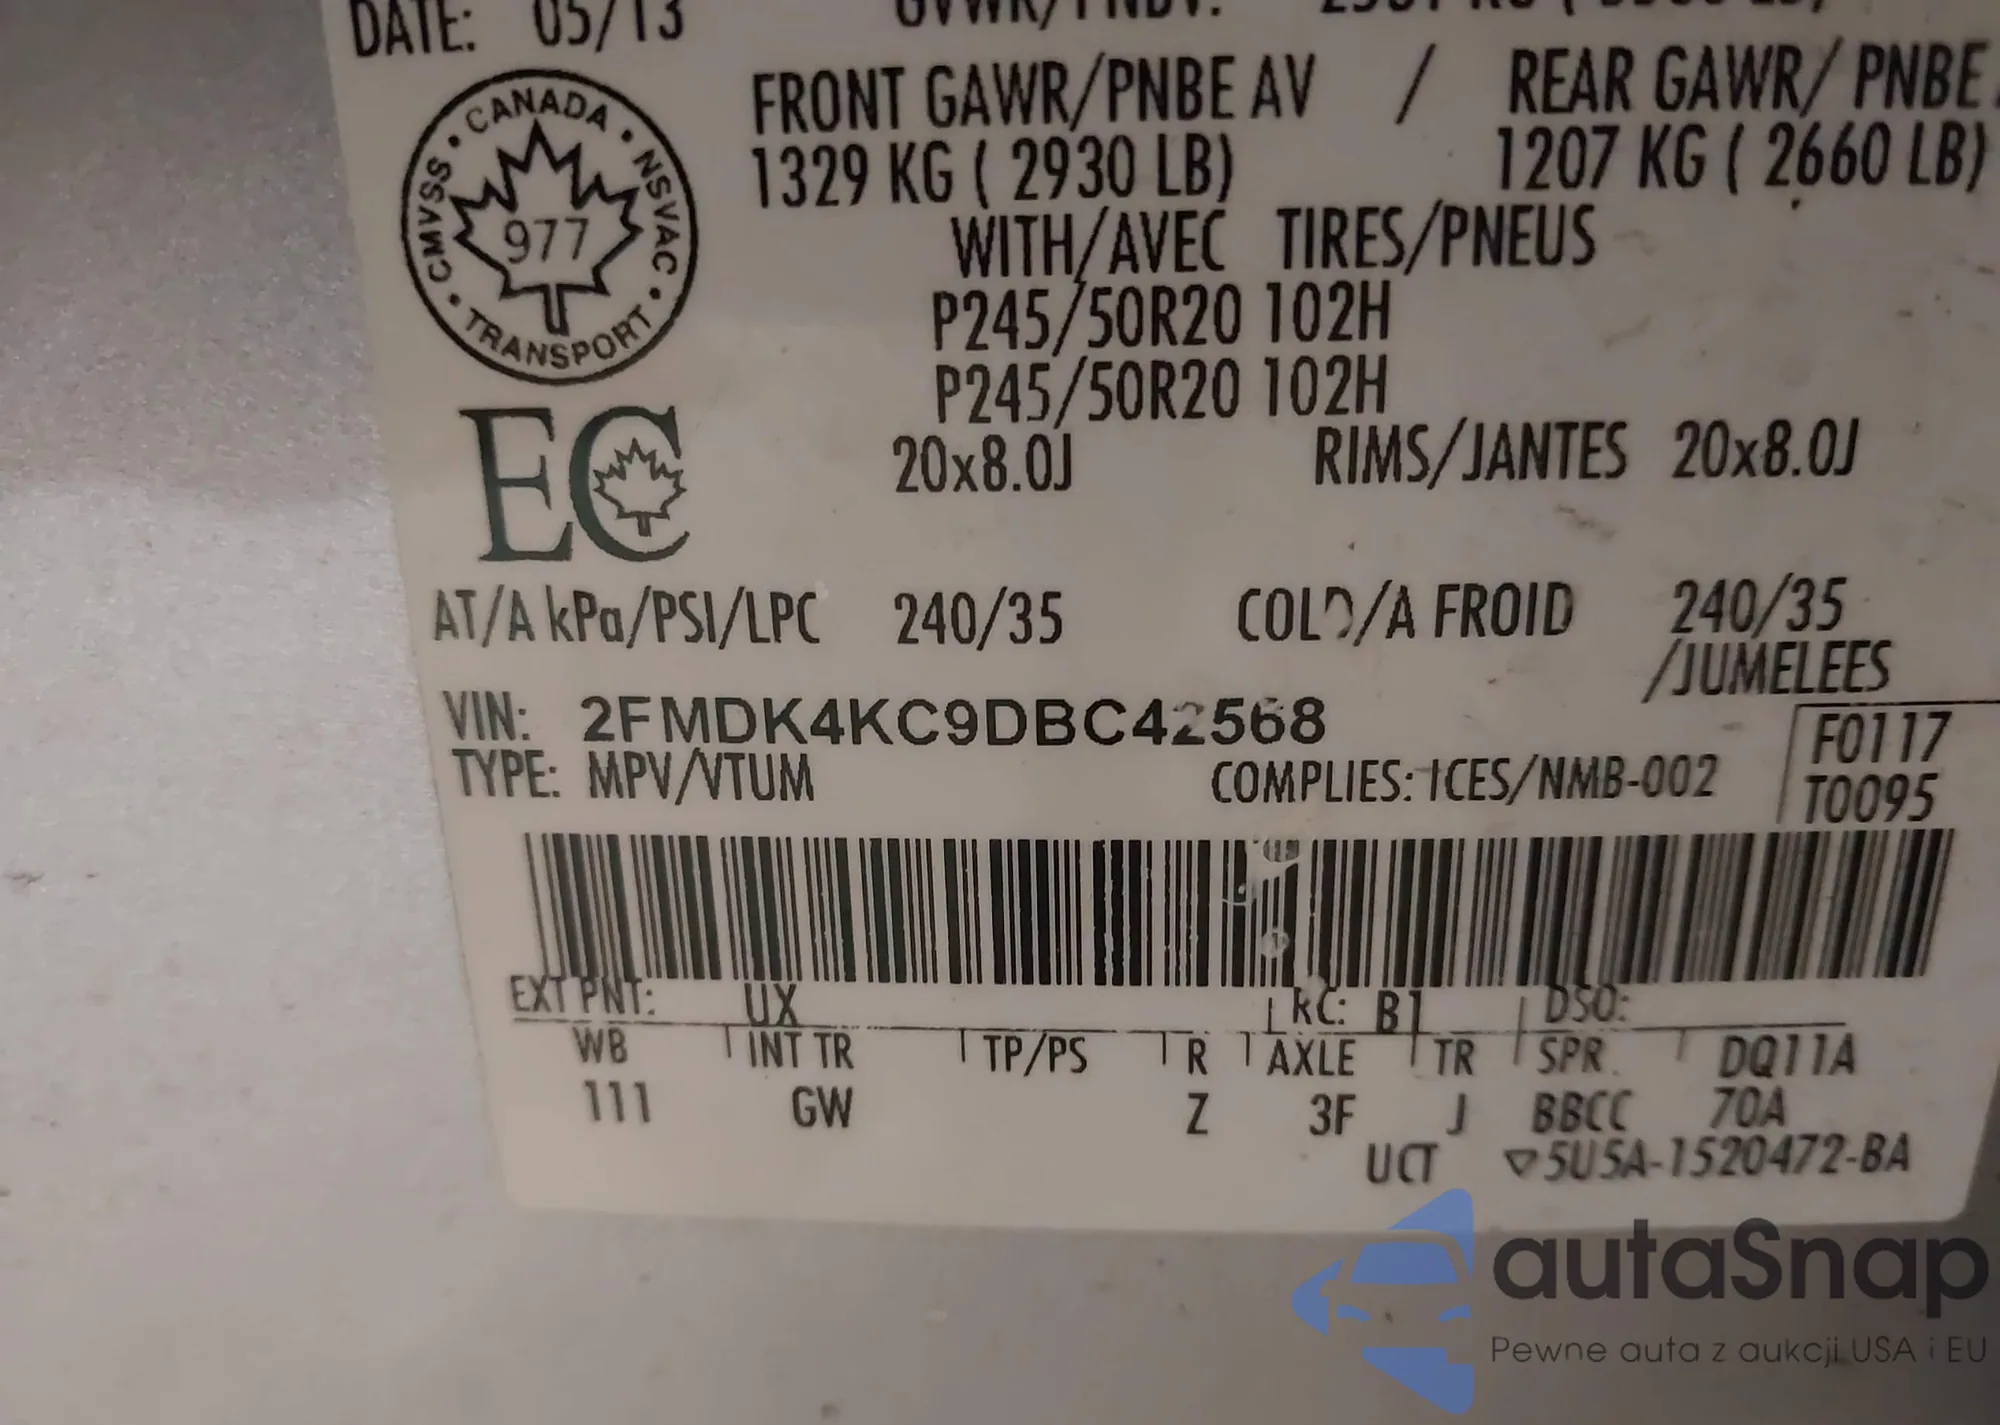 DATE: 05/13 GVWR/PNBV:
CANADA
CMVSS · NSVAC
977
TRANSPORT
FRONT GAWR/PNBE AV / REAR GAWR/ PNBE
1329 KG ( 2930 LB) 1207 KG ( 2660 LB)
WITH/AVEC TIRES/PNEUS
P245/50R20 102H
P245/50R20 102H
20x8.0J RIMS/JANTES 20x8.0J
EC
AT/A kPa/PSI/LPC 240/35 COLD/A FROID 240/35
/JUMELEES
VIN: 2FMDK4KC9DBC42568
TYPE: MPV/VTUM COMPLIES: ICES/NMB-002
F0117
T0095
EXT PNT: UX RC: B1 DSO:
WB INT TR TP/PS R AXLE TR SPR DQ11A
111 GW Z 3F J BBCC 70A
UCT ▽5U5A-1520472-BA
autaSnap
Pewne auta z aukcji USA i EU